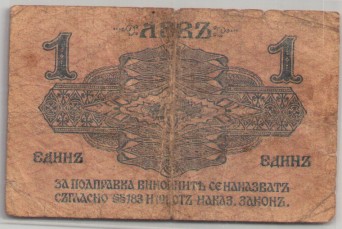 ЛЕВЪ
1 1
ЕДИНЪ ЕДИНЪ
ЗА ПОДПРАВКА ВИНОВНИТѢ СЕ НАКАЗВАТЪ
СЪГЛАСНО §§ 183 И ОТЪ НАКАЗ. ЗАКОНЪ.